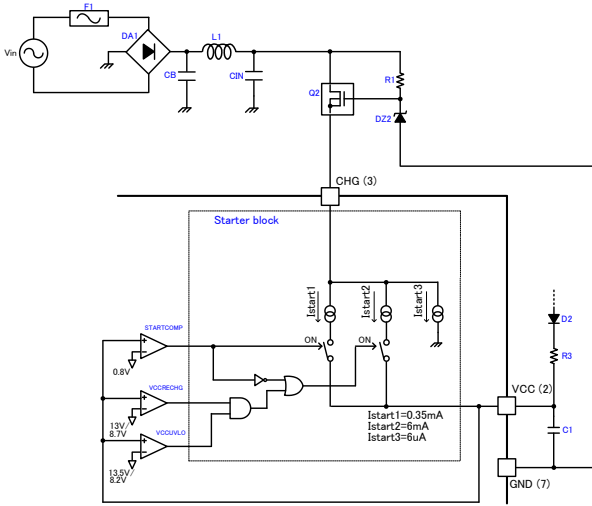 F1
DA1
L1
Vin
CB
CIN
Q2
R1
DZ2
CHG (3)
Starter block
Istart1
Istart2
Istart3
STARTCOMP
ON
ON
0.8V
D2
R3
VCCRECHG
VCC (2)
13V/
8.7V
Istart1=0.35mA
Istart2=6mA
Istart3=6uA
C1
VCCUVLO
13.5V/
8.2V
GND (7)